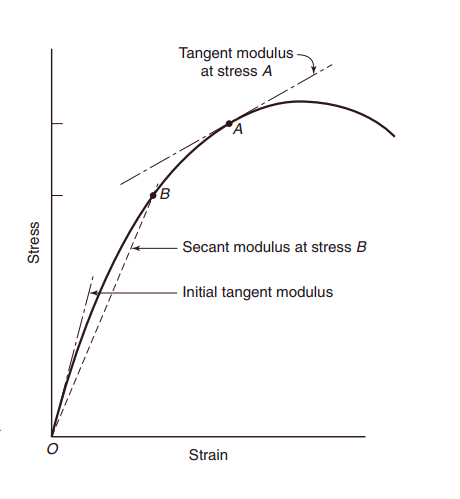 Tangent modulus
at stress A
A
B
Stress
Secant modulus at stress B
Initial tangent modulus
O
Strain